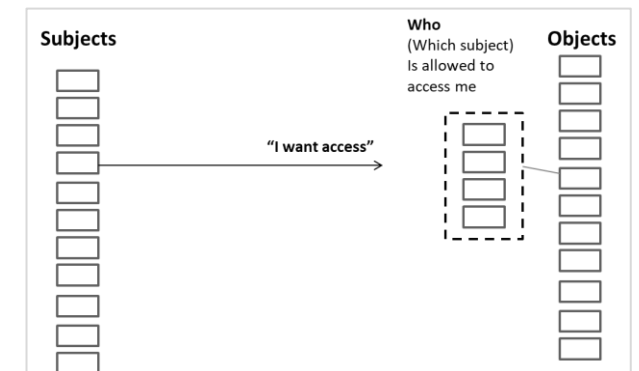 Subjects
Who
(Which subject)
Is allowed to
access me
Objects
“I want access”